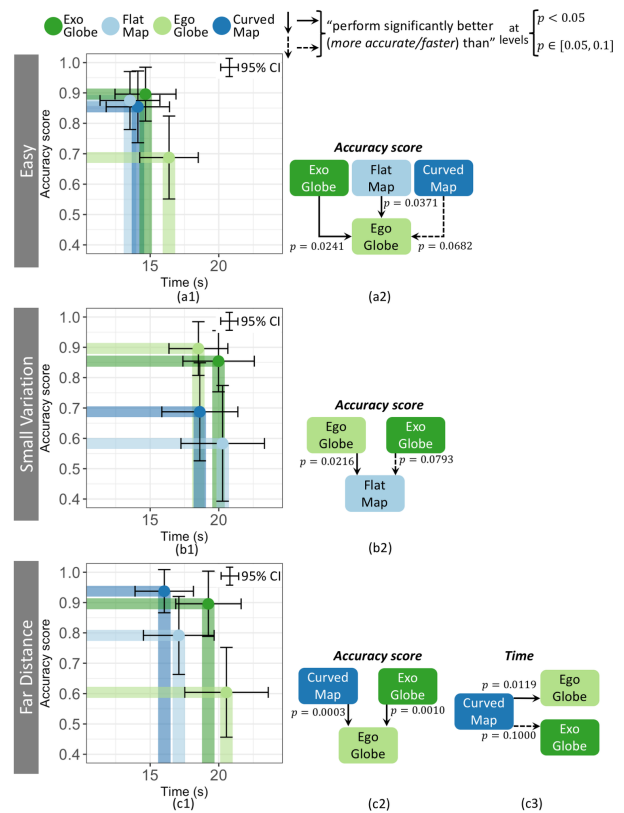 Exo Globe
Flat Map
Ego Globe
Curved Map
“perform significantly better
(more accurate/faster) than”
at levels
p < 0.05
p ∈ [0.05, 0.1]
Easy
Accuracy score
1.0
0.9
0.8
0.7
0.6
0.5
0.4
95% CI
15
20
Time (s)
(a1)
Accuracy score
Exo Globe
Flat Map
Curved Map
p = 0.0371
Ego Globe
p = 0.0241
p = 0.0682
(a2)
Small Variation
Accuracy score
1.0
0.9
0.8
0.7
0.6
0.5
0.4
95% CI
15
20
Time (s)
(b1)
Accuracy score
Ego Globe
Exo Globe
p = 0.0216
p = 0.0793
Flat Map
(b2)
Far Distance
Accuracy score
1.0
0.9
0.8
0.7
0.6
0.5
0.4
95% CI
15
20
Time (s)
(c1)
Accuracy score
Curved Map
Exo Globe
p = 0.0003
p = 0.0010
Ego Globe
(c2)
Time
p = 0.0119
Ego Globe
Curved Map
p = 0.1000
Exo Globe
(c3)